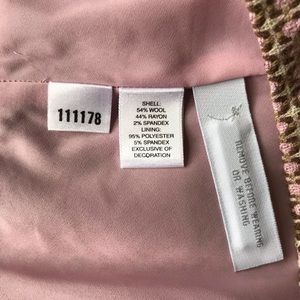 111178
SHELL:
54% WOOL
44% RAYON
2% SPANDEX
LINING:
95% POLYESTER
5% SPANDEX
EXCLUSIVE OF
DECORATION
REMOVE BEFORE WEARING
OR WASHING